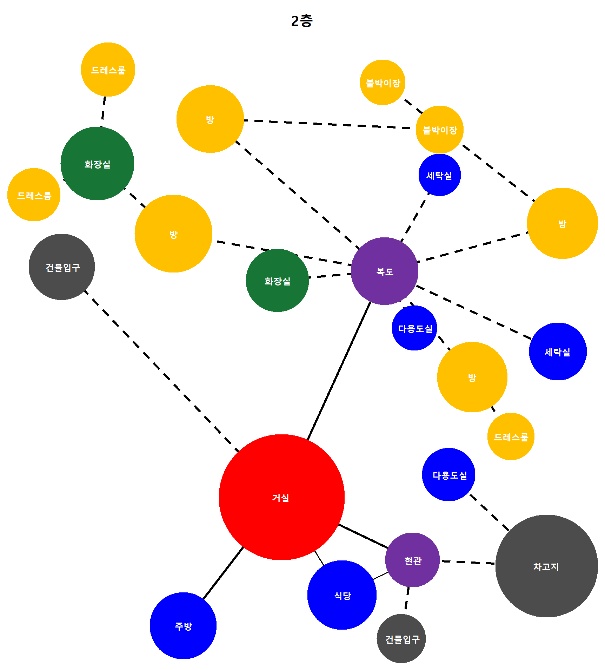 2층
드레스룸
붙박이장
방
붙박이장
화장실
세탁실
드레스룸
방
방
건물입구
화장실
복도
다용도실
세탁실
방
드레스룸
다용도실
거실
현관
차고지
식당
주방
건물입구